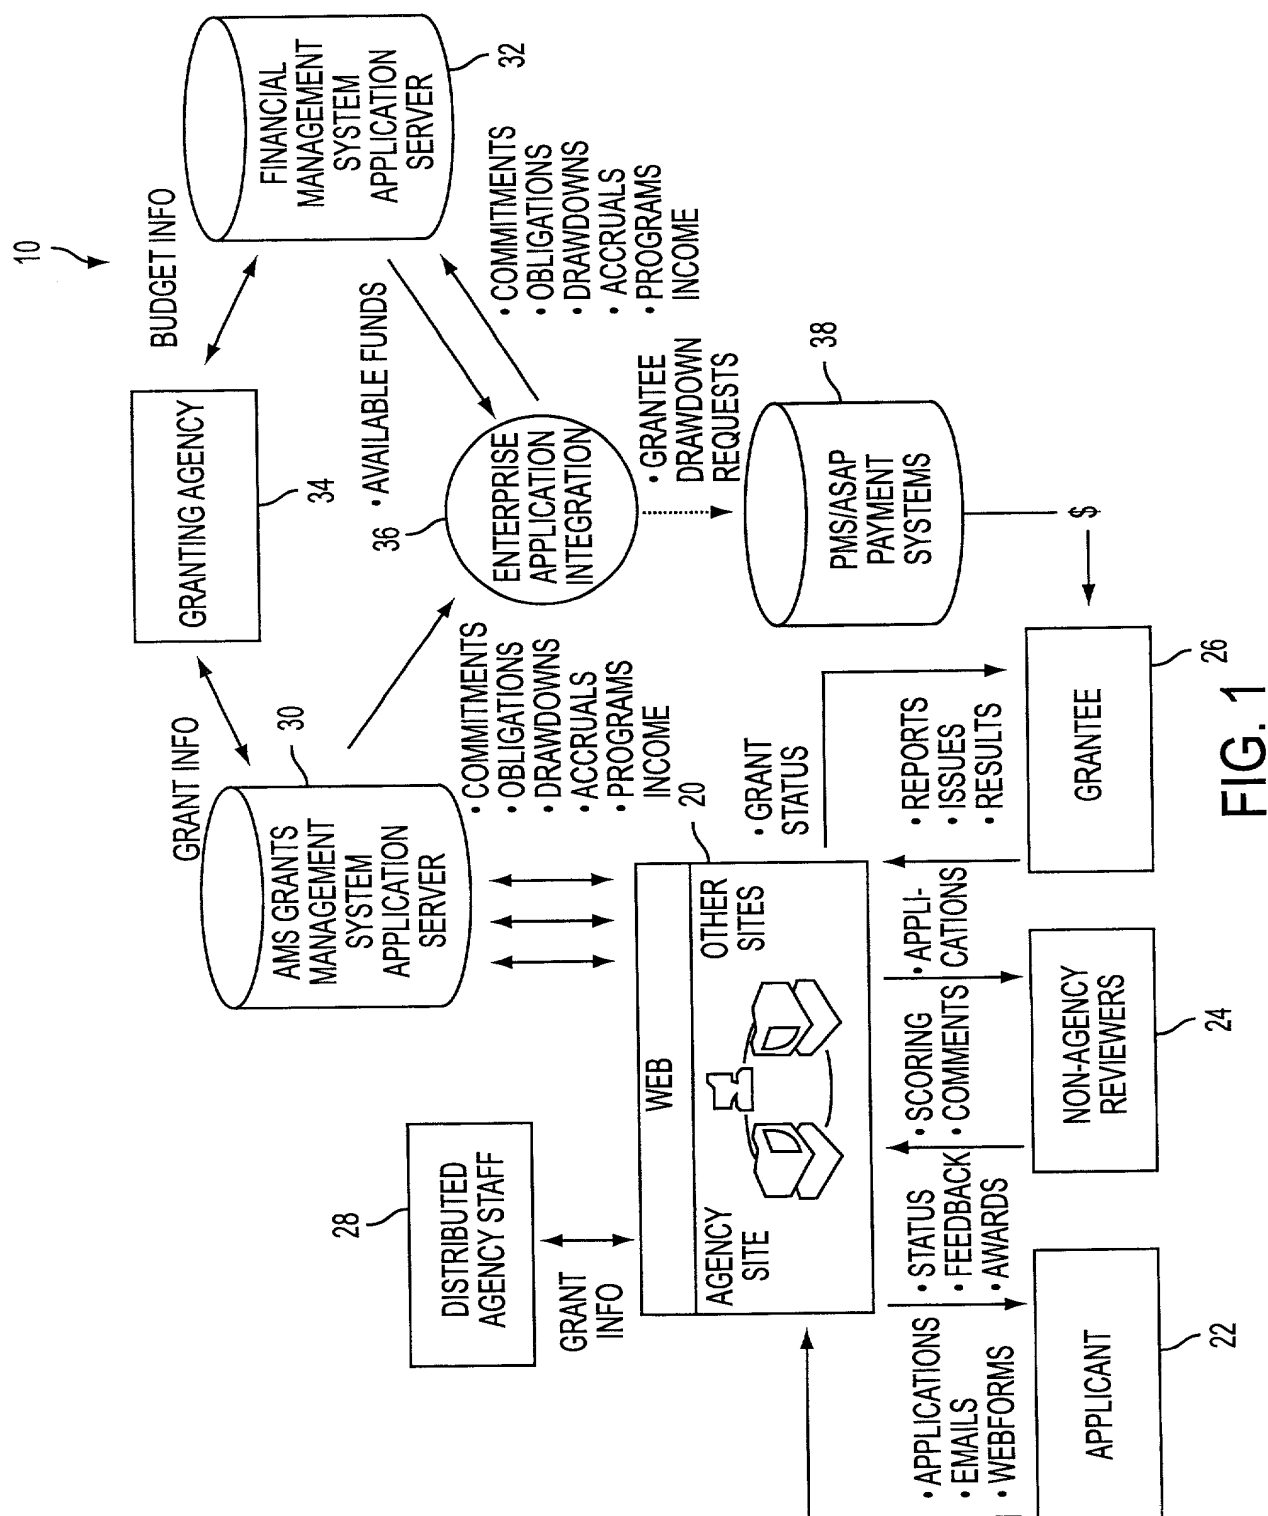 10
BUDGET INFO
FINANCIAL
MANAGEMENT
SYSTEM
APPLICATION
SERVER
32
GRANTING AGENCY
34
• AVAILABLE FUNDS
• COMMITMENTS
• OBLIGATIONS
• DRAWDOWNS
• ACCRUALS
• PROGRAMS
INCOME
36
ENTERPRISE
APPLICATION
INTEGRATION
• GRANTEE
DRAWDOWN
REQUESTS
38
PMS/ASAP
PAYMENT
SYSTEMS
$
GRANT INFO
30
AMS GRANTS
MANAGEMENT
SYSTEM
APPLICATION
SERVER
• COMMITMENTS
• OBLIGATIONS
• DRAWDOWNS
• ACCRUALS
• PROGRAMS
INCOME
20
• GRANT
STATUS
• REPORTS
• ISSUES
• RESULTS
GRANTEE
26
28
DISTRIBUTED
AGENCY STAFF
GRANT
INFO
WEB
AGENCY
SITE
OTHER
SITES
• APPLI-
CATIONS
• SCORING
• COMMENTS
NON-AGENCY
REVIEWERS
24
• STATUS
• FEEDBACK
• AWARDS
• APPLICATIONS
• EMAILS
• WEBFORMS
APPLICANT
22
FIG. 1